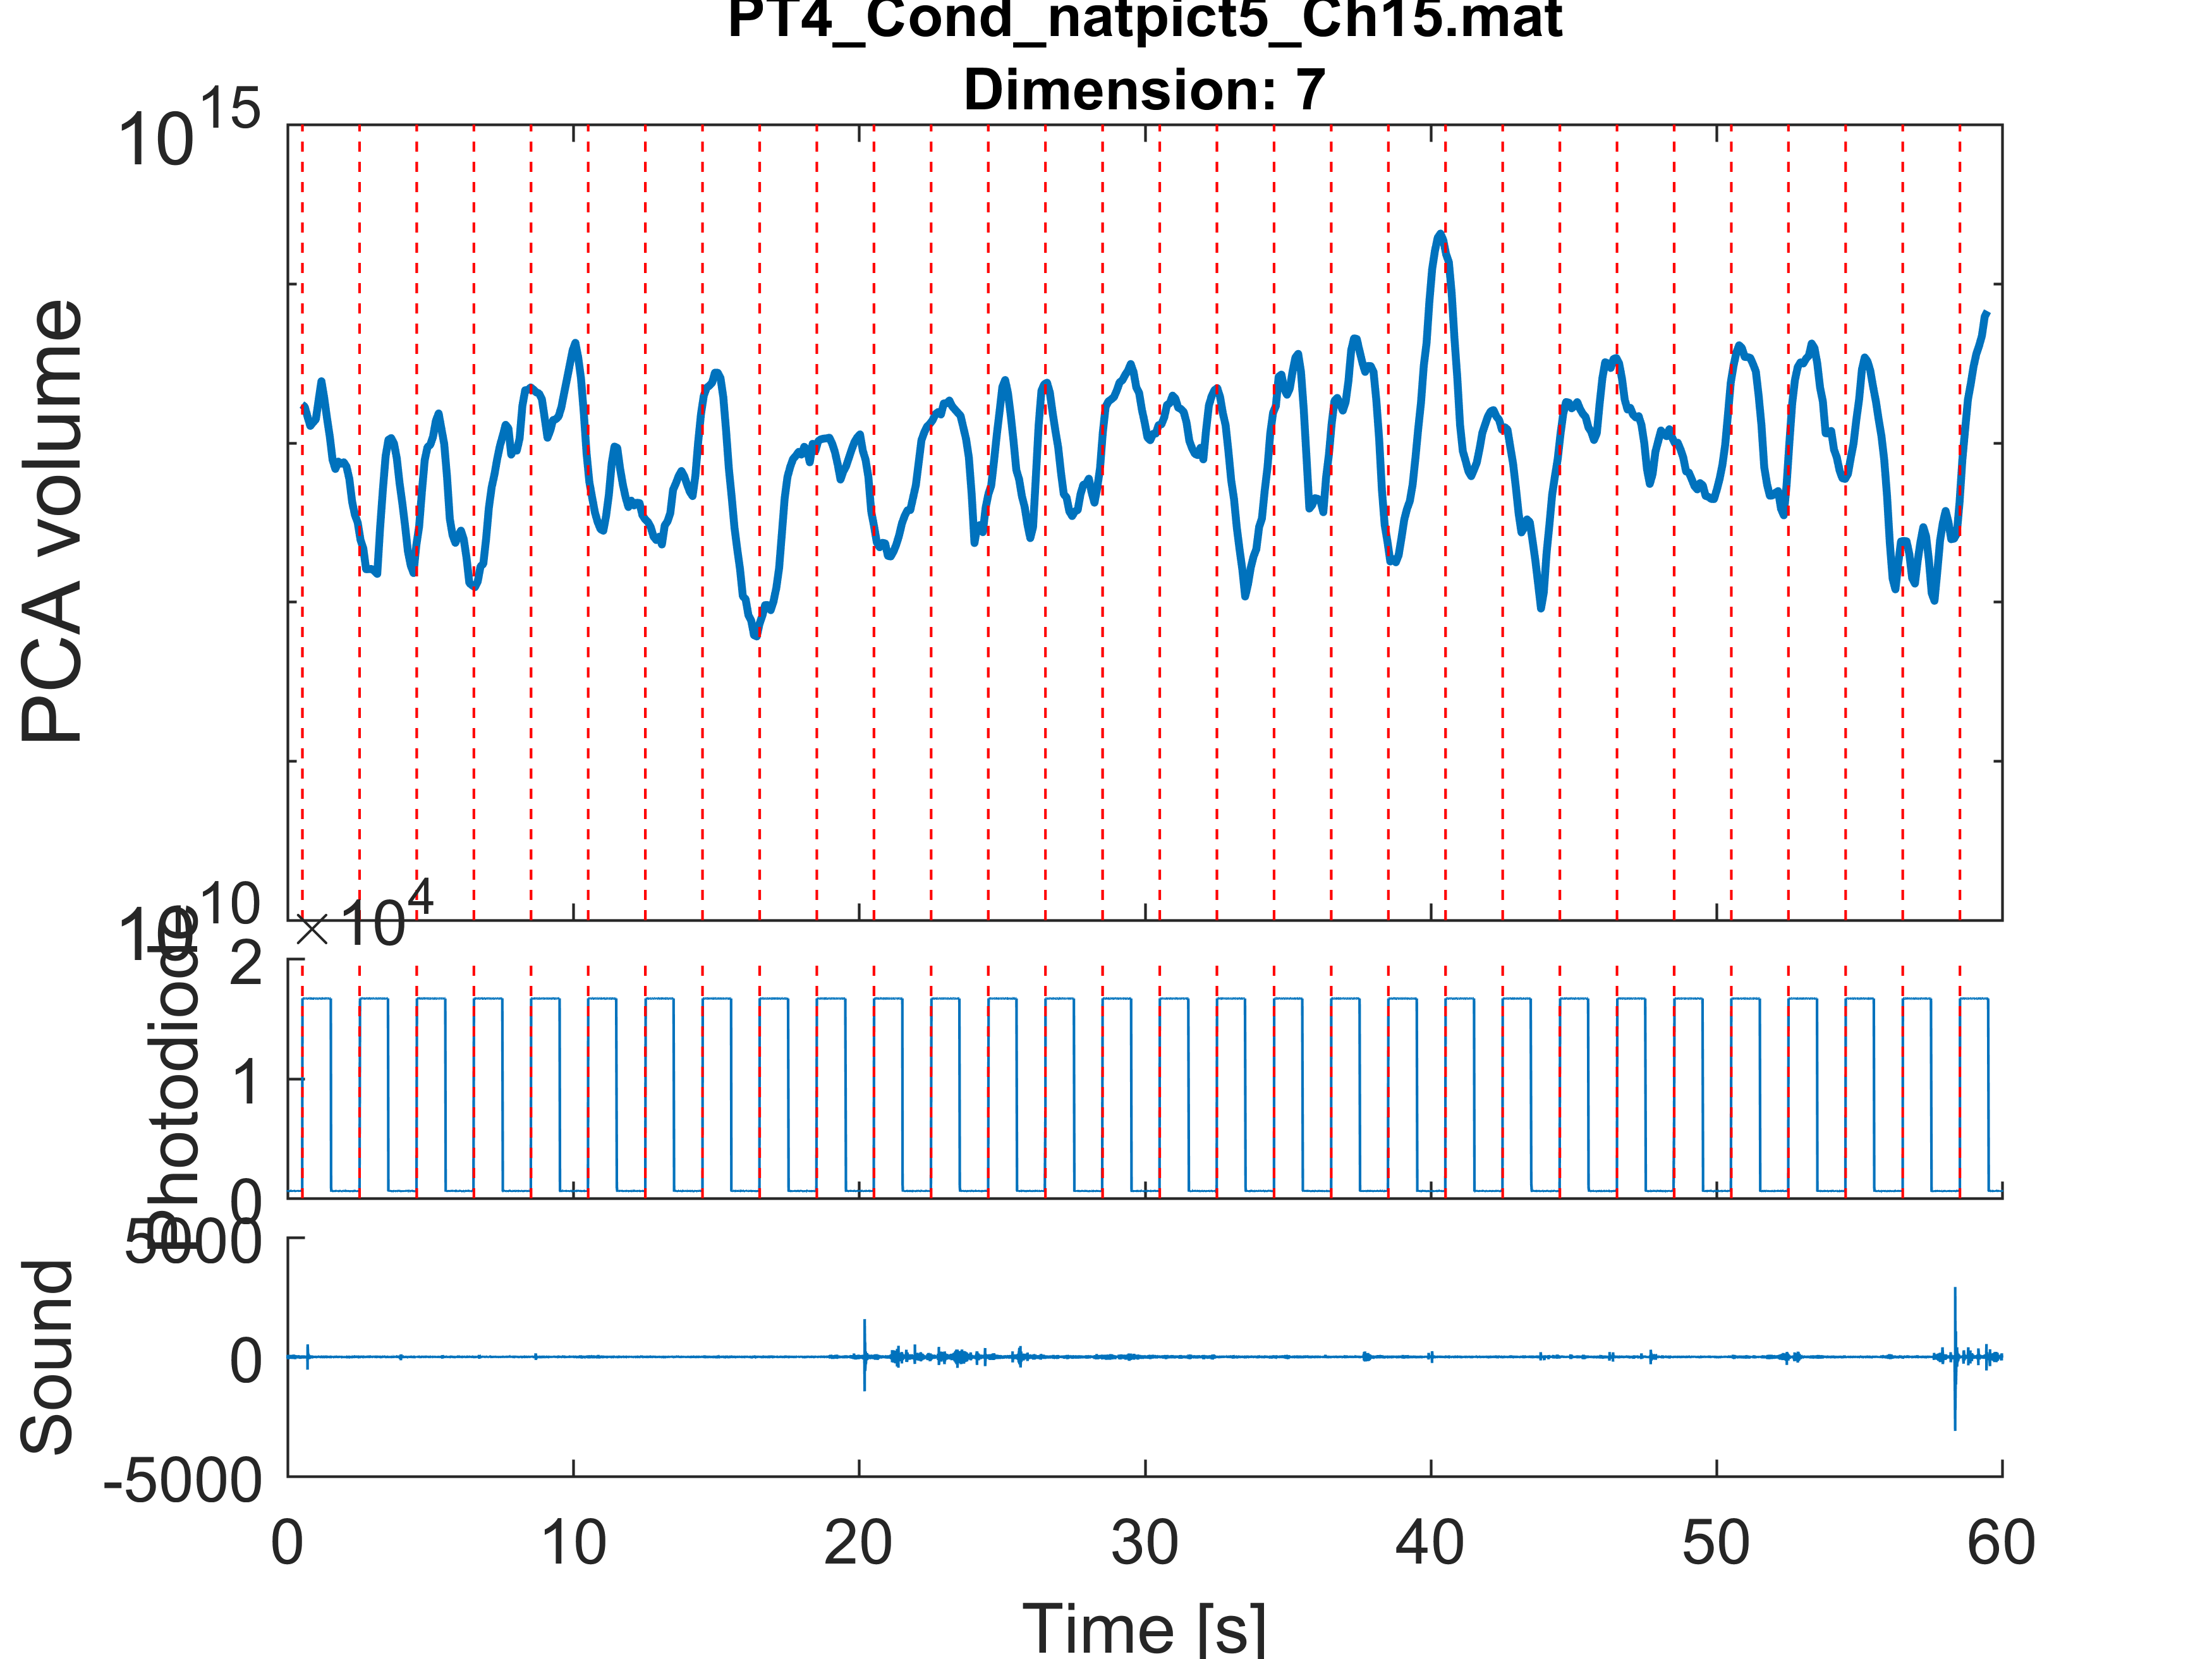 PT4_Cond_natpict5_Ch15.mat
Dimension: 7
10^15
PCA volume
10^10
×10^4
2
1
0
Photodiode
5000
0
-5000
Sound
0 10 20 30 40 50 60
Time [s]